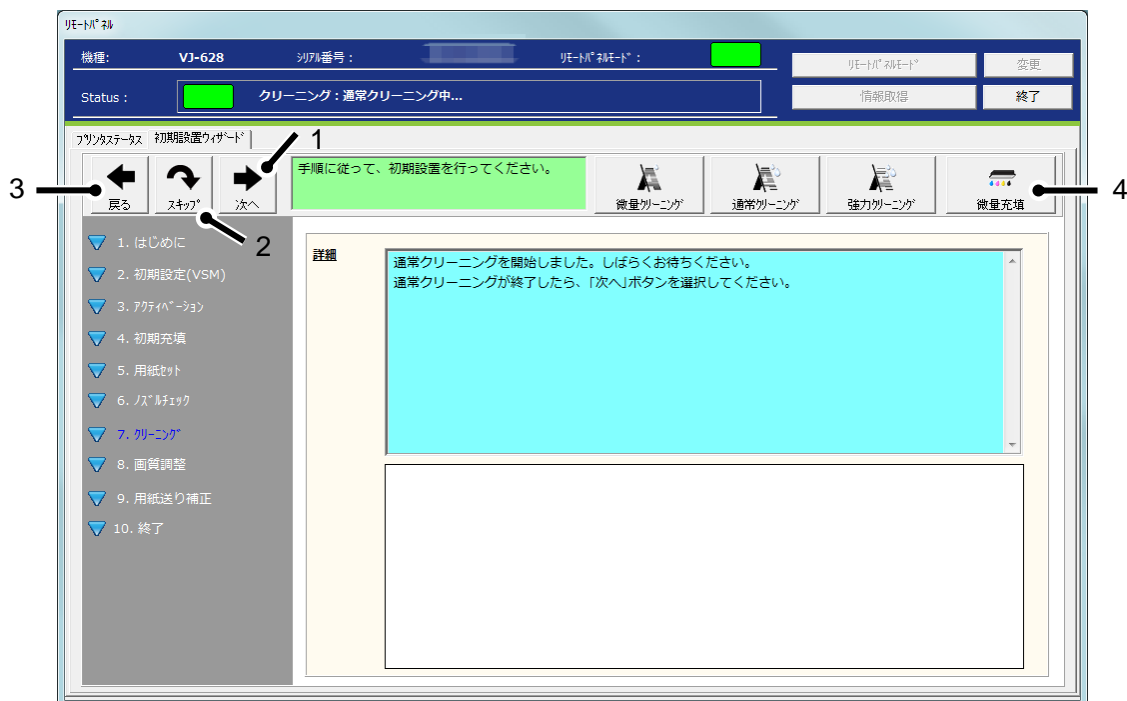 ﾘﾓｰﾄﾊﾟﾈﾙ
機種: VJ-628 ｼﾘｱﾙ番号： ﾘﾓｰﾄﾊﾟﾈﾙﾓｰﾄﾞ：
ﾘﾓｰﾄﾊﾟﾈﾙﾓｰﾄﾞ 変更
Status： クリーニング：通常クリーニング中...
情報取得 終了
ﾌﾟﾘﾝﾀｽﾃｰﾀｽ 初期設置ｳｨｻﾞｰﾄﾞ
1
3
戻る ｽｷｯﾌﾟ 次へ
手順に従って、初期設置を行ってください。
微量ｸﾘｰﾆﾝｸﾞ 通常ｸﾘｰﾆﾝｸﾞ 強力ｸﾘｰﾆﾝｸﾞ 微量充填
4
2
1. はじめに
2. 初期設定(VSM)
3. ｱｸﾃｨﾍﾞｰｼｮﾝ
4. 初期充填
5. 用紙ｾｯﾄ
6. ﾉｽﾞﾙﾁｪｯｸ
7. ｸﾘｰﾆﾝｸﾞ
8. 画質調整
9. 用紙送り補正
10. 終了
詳細
通常クリーニングを開始しました。しばらくお待ちください。
通常クリーニングが終了したら、｢次へ｣ボタンを選択してください。